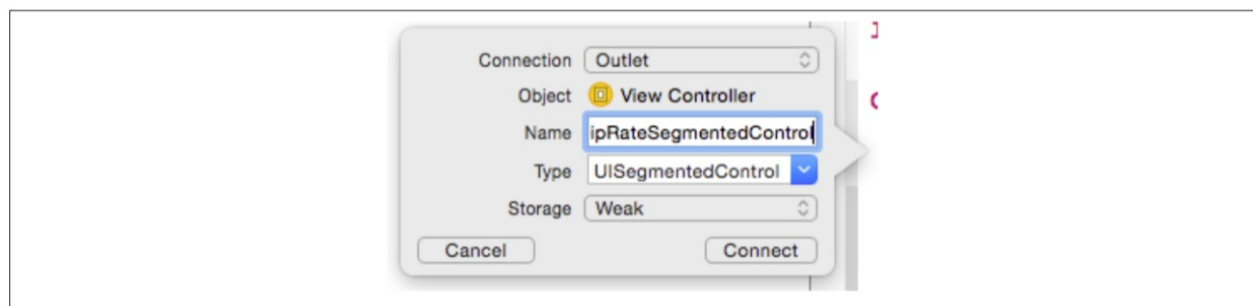 Connection Outlet
Object View Controller
Name ipRateSegmentedControl
Type UISegmentedControl
Storage Weak
Cancel Connect